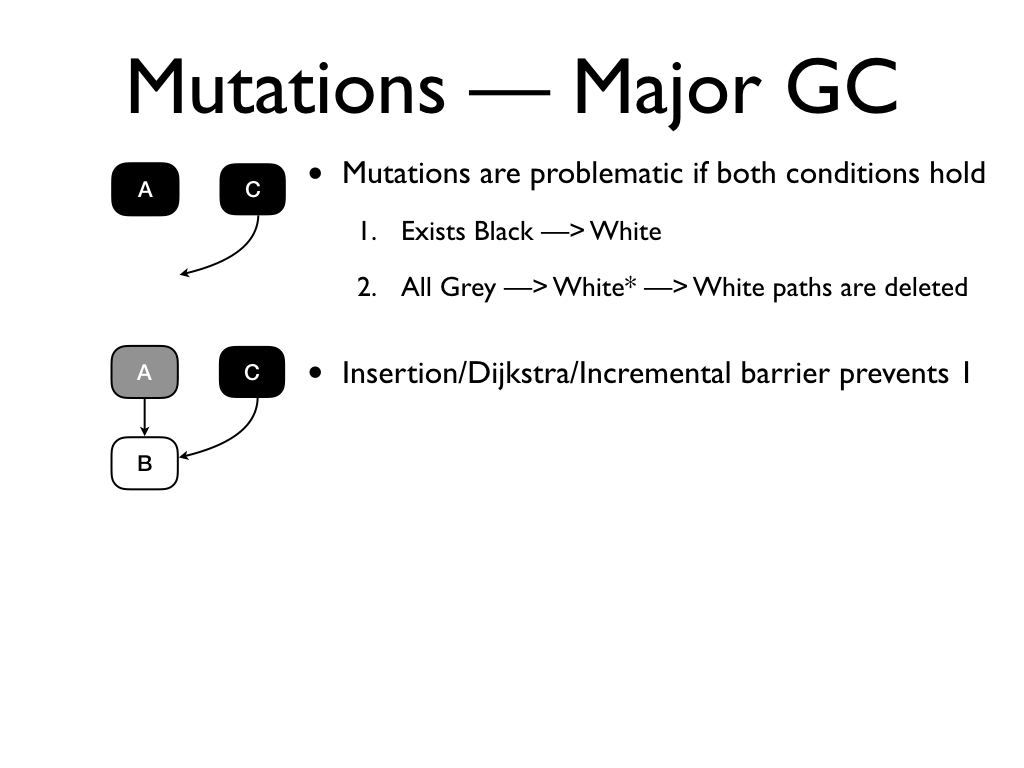 Mutations — Major GC
A
C
• Mutations are problematic if both conditions hold
1. Exists Black —> White
2. All Grey —> White* —> White paths are deleted
A
C
• Insertion/Dijkstra/Incremental barrier prevents 1
B